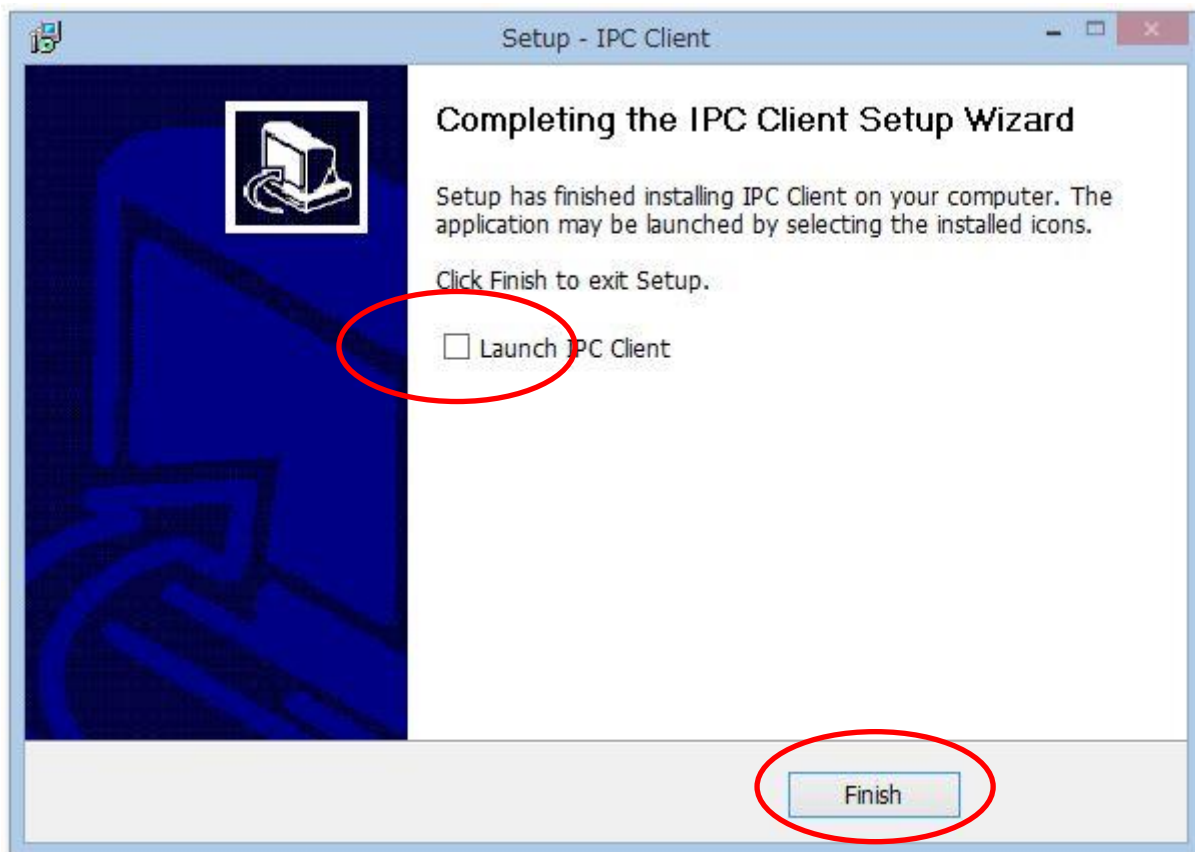 Setup - IPC Client
Completing the IPC Client Setup Wizard
Setup has finished installing IPC Client on your computer. The
application may be launched by selecting the installed icons.
Click Finish to exit Setup.
Launch IPC Client
Finish